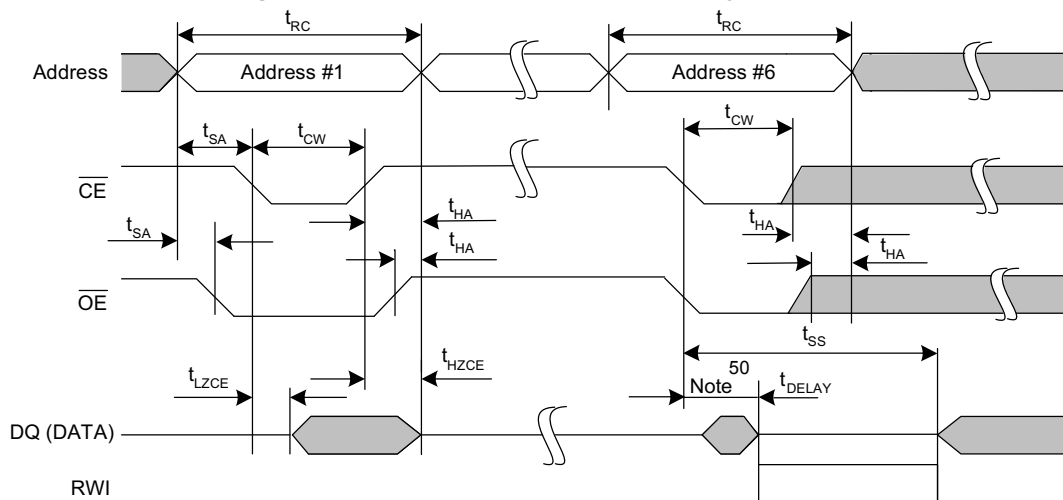 tRC tRC
Address Address #1 Address #6
tSA tCW tCW
CE
tSA tHA tHA
tHA tHA
OE
tSS
tLZCE tHZCE 50
Note tDELAY
DQ (DATA)
RWI